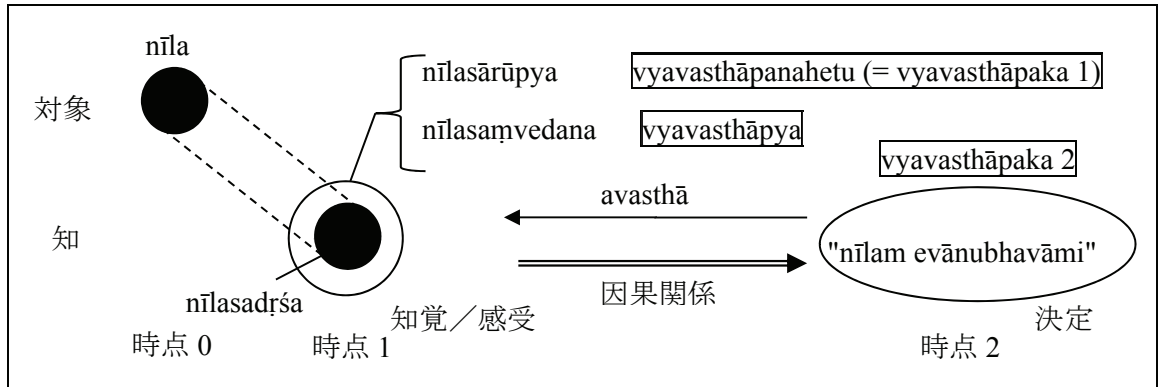 nīla
nīlasārūpya vyavasthāpanahetu (= vyavasthāpaka 1)
対象
nīlasaṃvedana vyavasthāpya
vyavasthāpaka 2
avasthā
知
"nīlam evānubhavāmi"
因果関係
nīlasadṛśa
知覚／感受 決定
時点 0 時点 1 時点 2